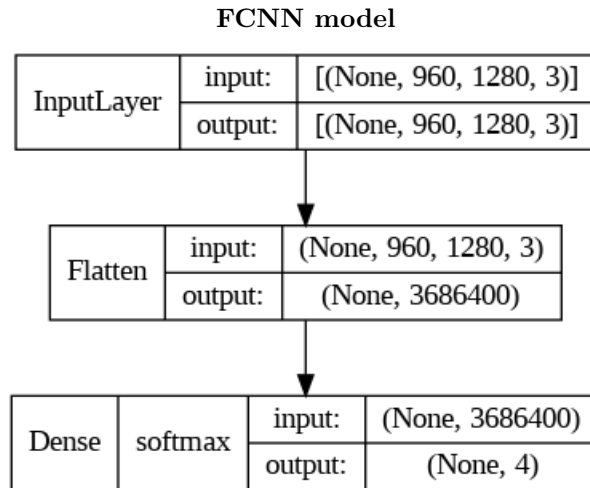 FCNN model
InputLayer
input:
[(None, 960, 1280, 3)]
output:
[(None, 960, 1280, 3)]
Flatten
input:
(None, 960, 1280, 3)
output:
(None, 3686400)
Dense
softmax
input:
(None, 3686400)
output:
(None, 4)